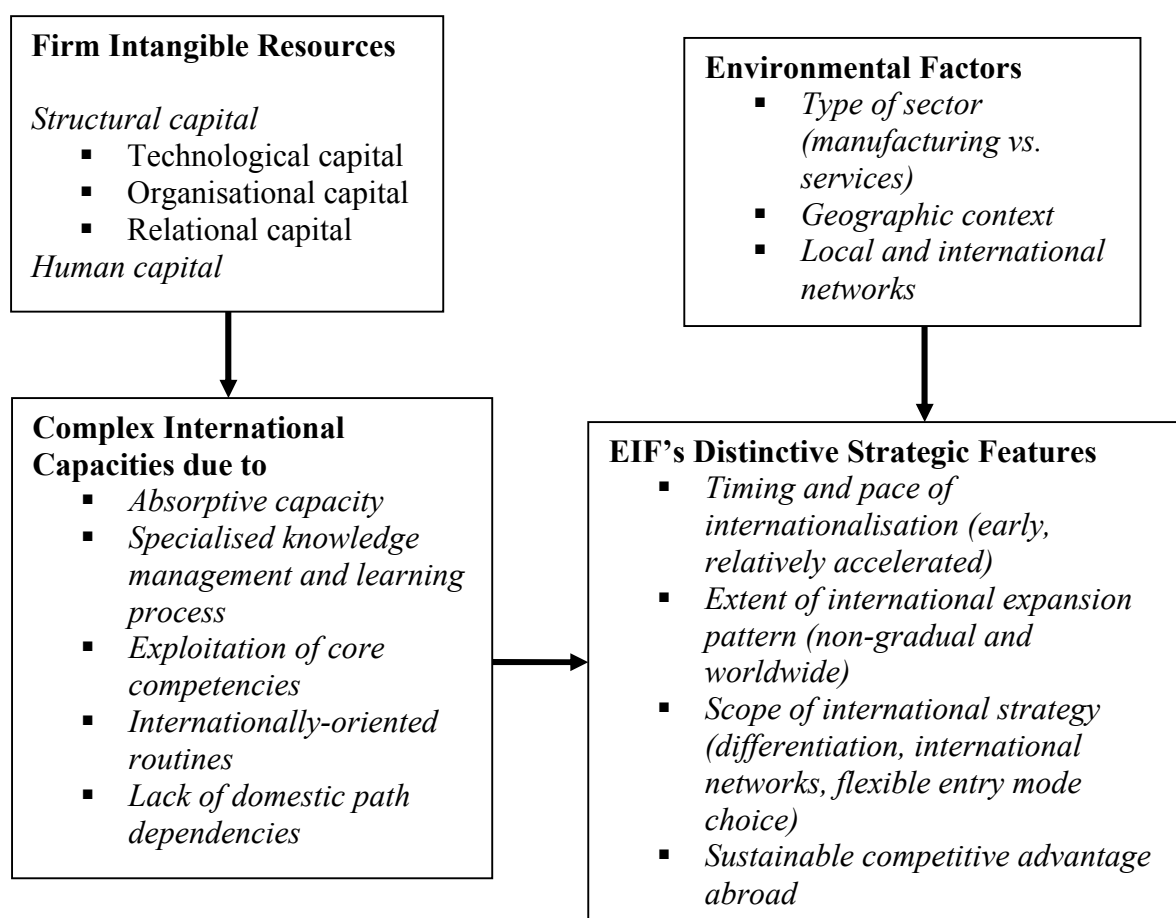 Firm Intangible Resources
Structural capital
▪ Technological capital
▪ Organisational capital
▪ Relational capital
Human capital
Environmental Factors
▪ Type of sector
(manufacturing vs.
services)
▪ Geographic context
▪ Local and international
networks
Complex International
Capacities due to
▪ Absorptive capacity
▪ Specialised knowledge
management and learning
process
▪ Exploitation of core
competencies
▪ Internationally-oriented
routines
▪ Lack of domestic path
dependencies
EIF's Distinctive Strategic Features
▪ Timing and pace of
internationalisation (early,
relatively accelerated)
▪ Extent of international expansion
pattern (non-gradual and
worldwide)
▪ Scope of international strategy
(differentiation, international
networks, flexible entry mode
choice)
▪ Sustainable competitive advantage
abroad